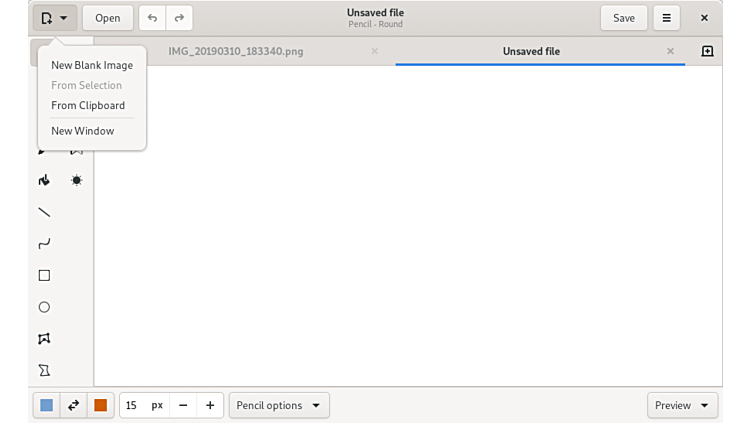 Open
Unsaved file
Pencil - Round
Save
IMG_20190310_183340.png
Unsaved file
New Blank Image
From Selection
From Clipboard
New Window
15 px
Pencil options
Preview